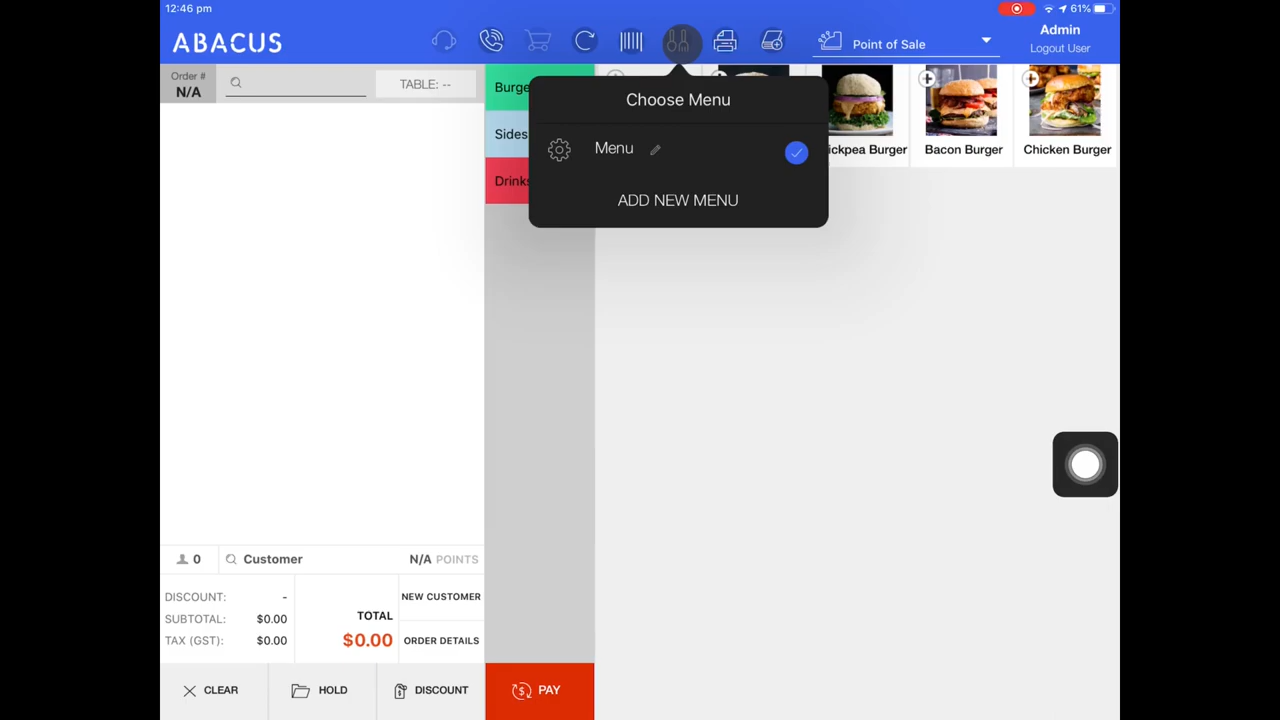 12:46 pm
61%
ABACUS
Point of Sale
Admin
Logout User
Order #
N/A
TABLE: --
Burge
Sides
Drinks
Choose Menu
Menu
ADD NEW MENU
ickpea Burger
Bacon Burger
Chicken Burger
0
Customer
N/A POINTS
DISCOUNT: -
SUBTOTAL: $0.00
TAX (GST): $0.00
TOTAL
$0.00
NEW CUSTOMER
ORDER DETAILS
CLEAR
HOLD
DISCOUNT
PAY